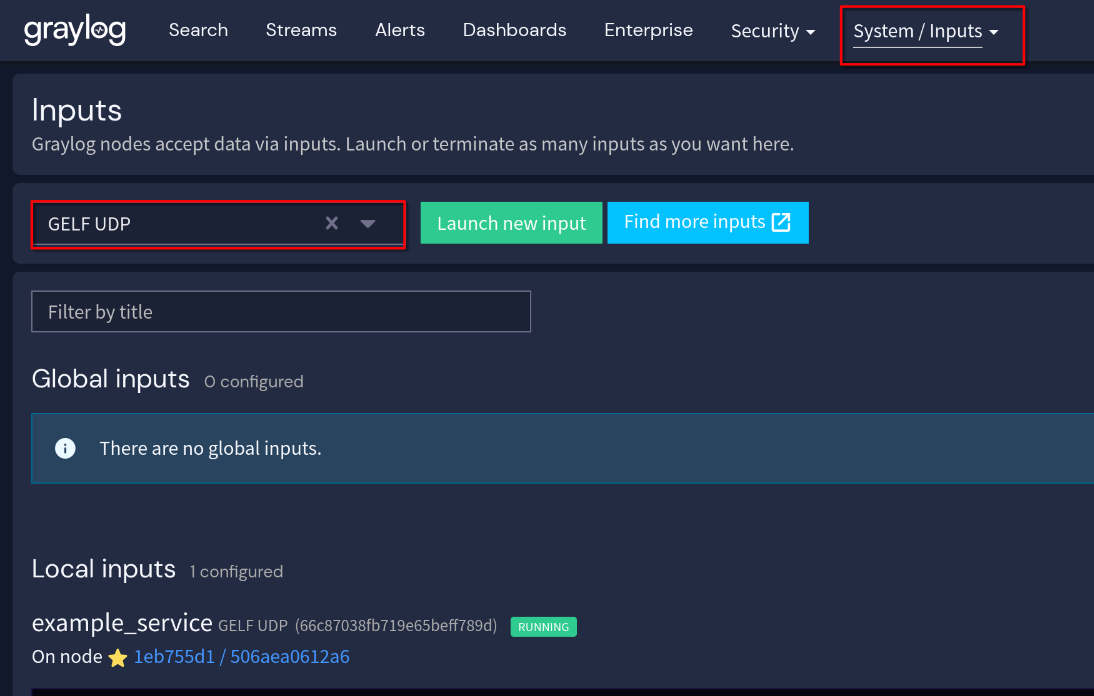 graylog Search Streams Alerts Dashboards Enterprise Security System / Inputs
Inputs
Graylog nodes accept data via inputs. Launch or terminate as many inputs as you want here.
GELF UDP Launch new input Find more inputs
Filter by title
Global inputs 0 configured
There are no global inputs.
Local inputs 1 configured
example_service GELF UDP (66c87038fb719e65beff789d) RUNNING
On node 1eb755d1 / 506aea0612a6